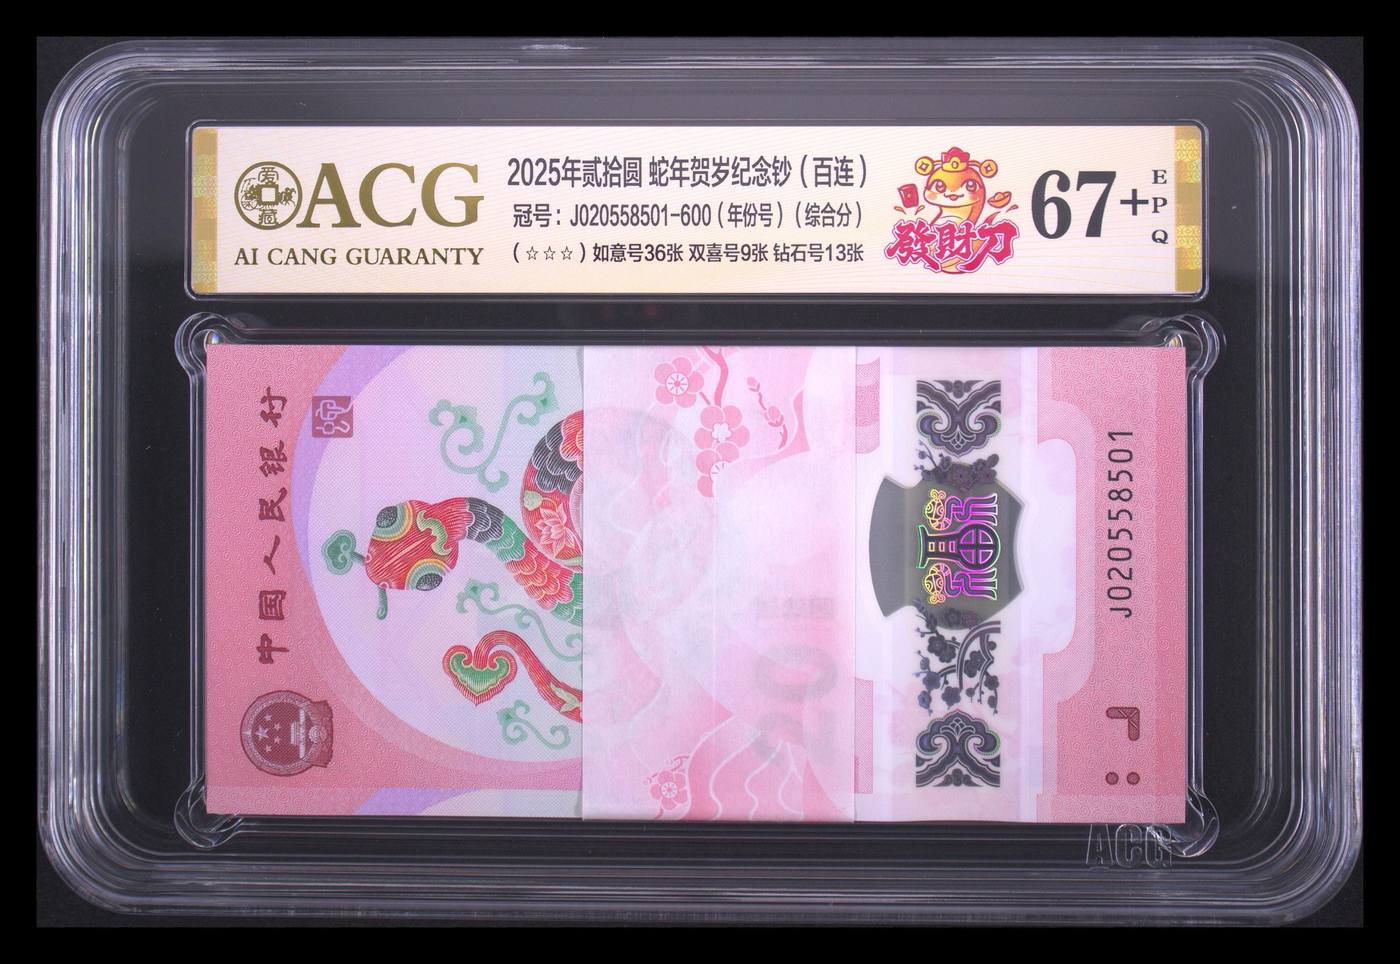 ACG
AI CANG GUARANTY
2025年贰拾圆 蛇年贺岁纪念钞（百连）
冠号：J020558501-600（年份号）（综合分）
（☆☆☆）如意号36张 双喜号9张 钻石号13张
發財刀
67+
EPQ
中国人民银行
福
J020558501
ACG